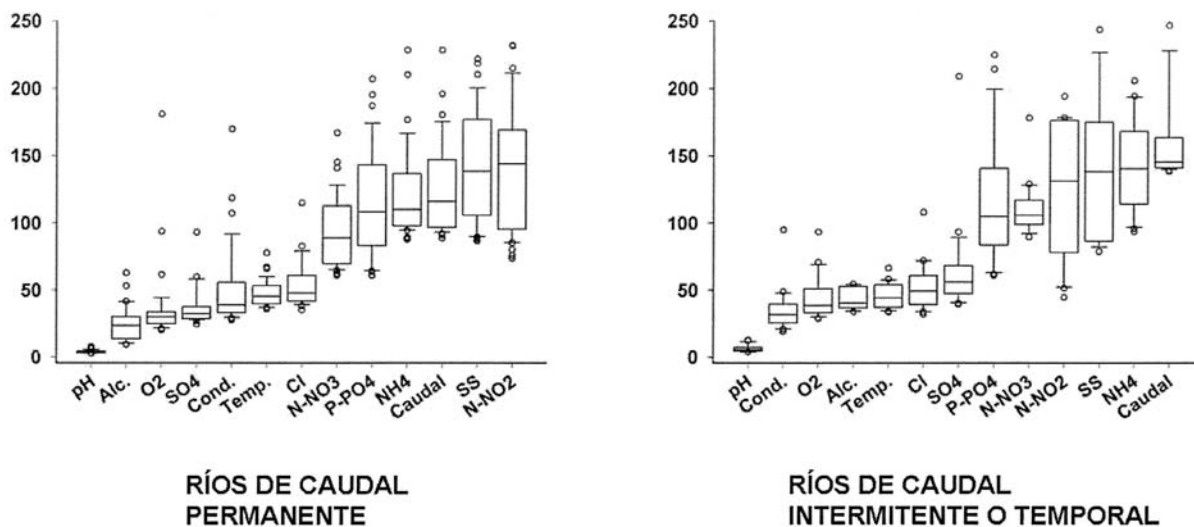 250
200
150
100
50
0
pH Alc. O2 SO4 Cond. Temp. Cl N-NO3 P-PO4 NH4 Caudal SS N-NO2
RÍOS DE CAUDAL
PERMANENTE
250
200
150
100
50
0
pH Cond. O2 Alc. Temp. Cl SO4 P-PO4 N-NO3 N-NO2 SS NH4 Caudal
RÍOS DE CAUDAL
INTERMITENTE O TEMPORAL